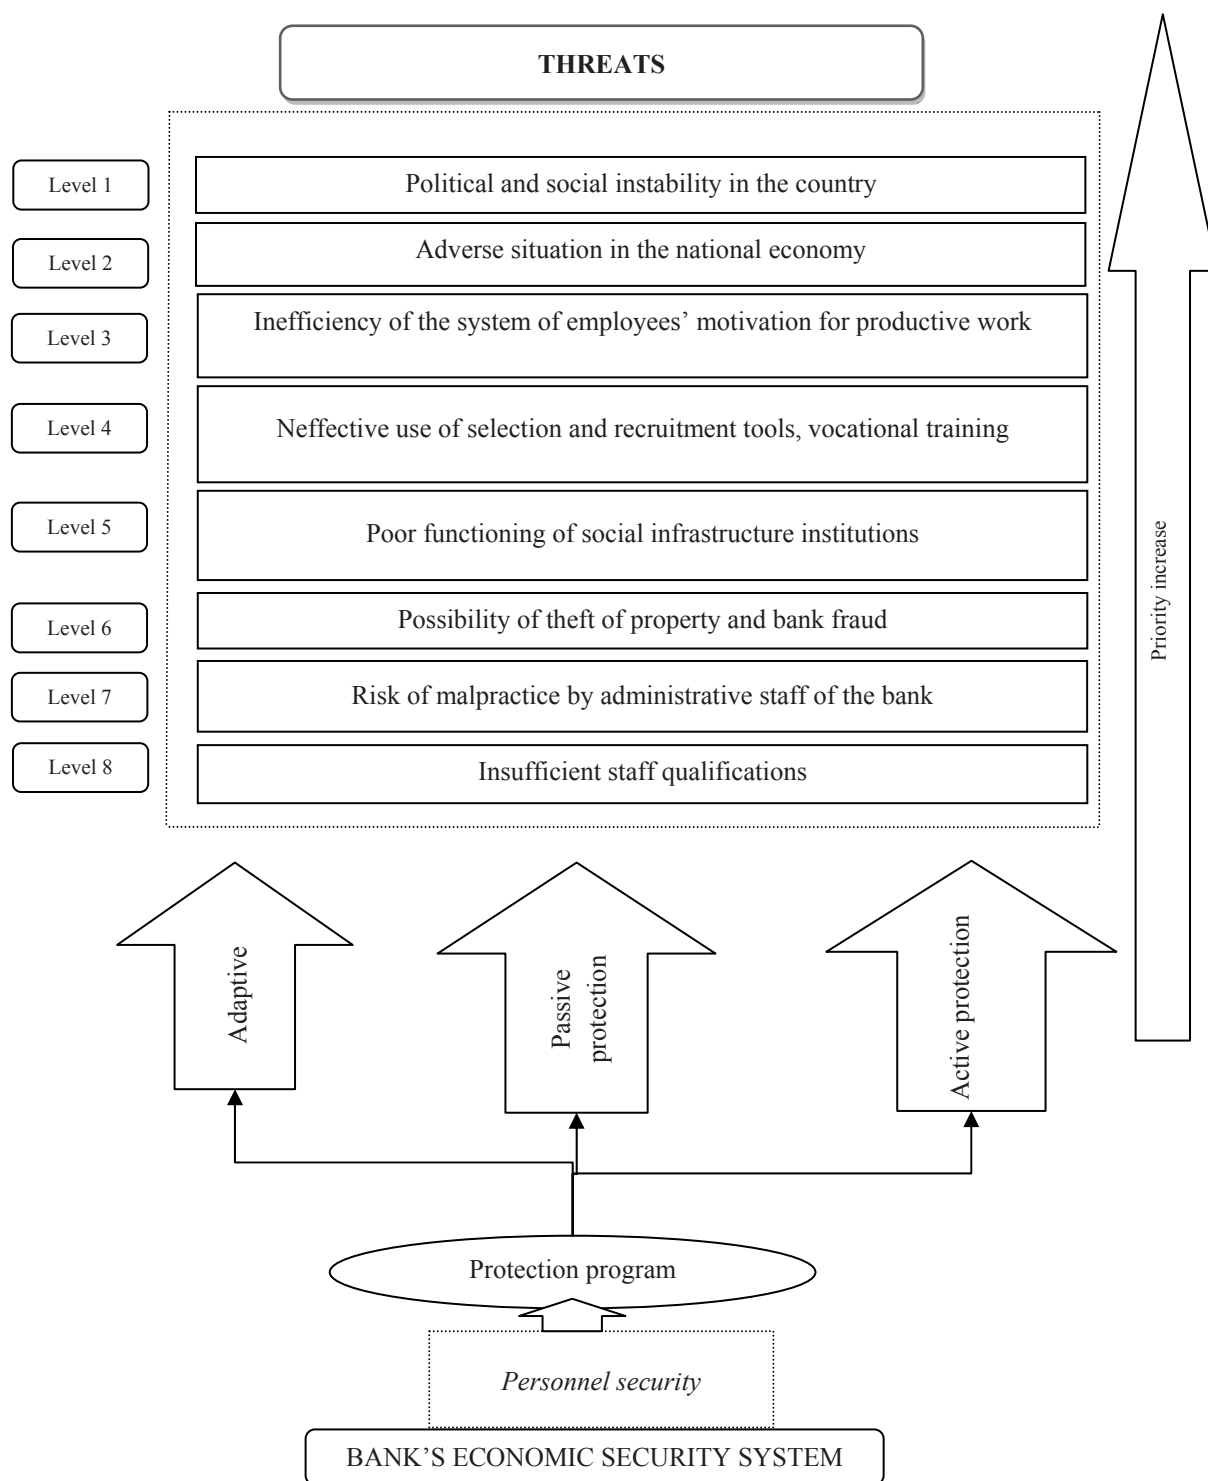 THREATS
Level 1
Political and social instability in the country
Level 2
Adverse situation in the national economy
Level 3
Inefficiency of the system of employees’ motivation for productive work
Level 4
Neffective use of selection and recruitment tools, vocational training
Level 5
Poor functioning of social infrastructure institutions
Level 6
Possibility of theft of property and bank fraud
Level 7
Risk of malpractice by administrative staff of the bank
Level 8
Insufficient staff qualifications
Priority increase
Adaptive
Passive
protection
Active protection
Protection program
Personnel security
BANK’S ECONOMIC SECURITY SYSTEM